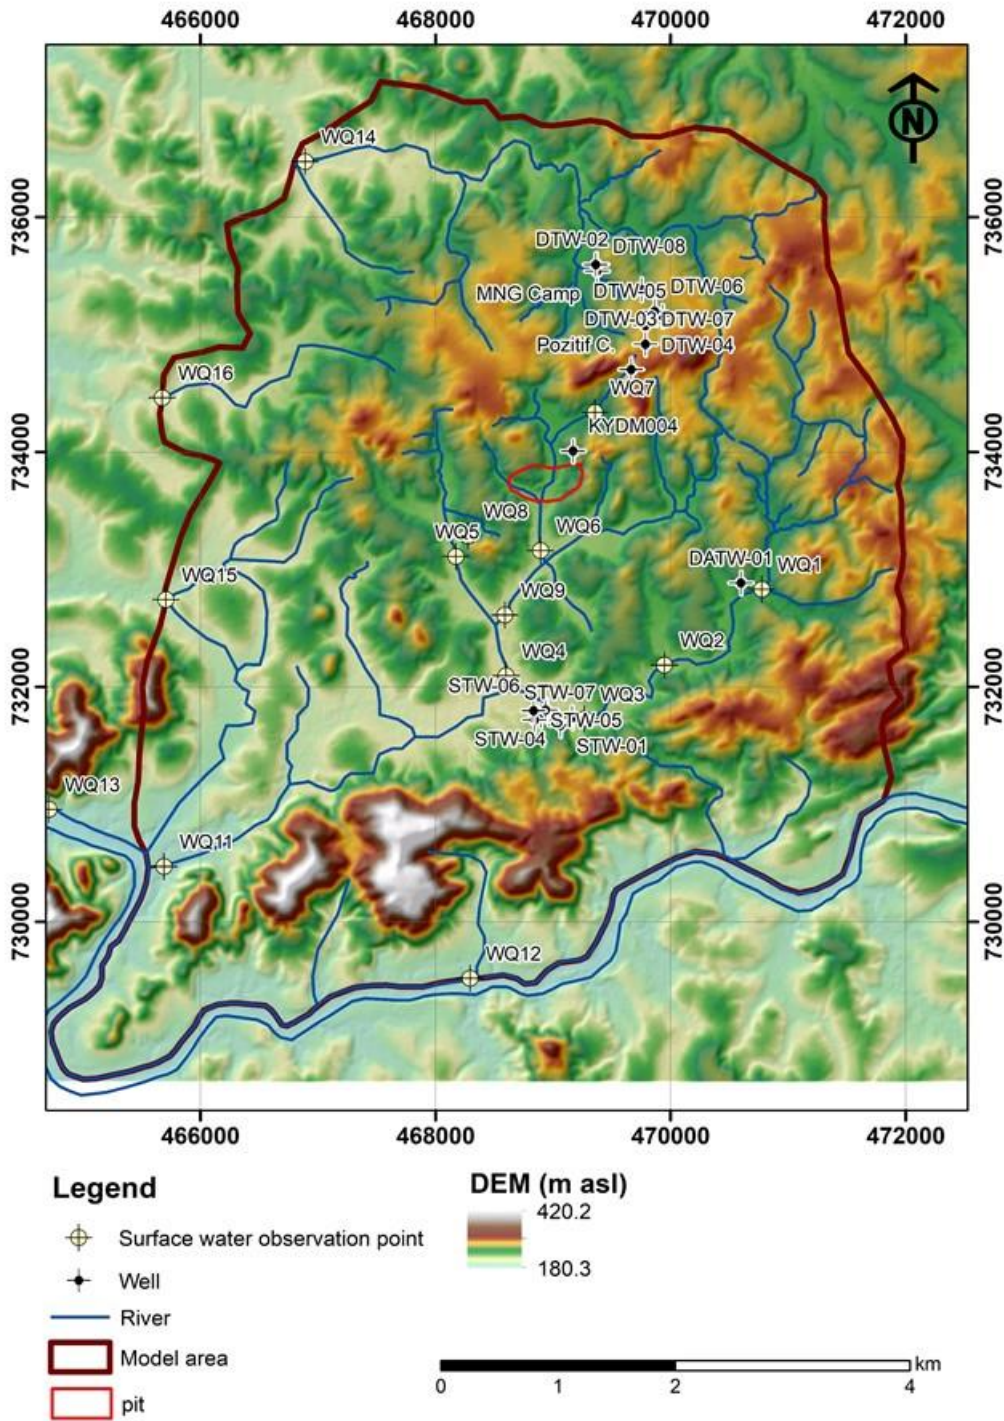 466000 468000 470000 472000
N
WQ14
736000 736000
DTW-02 DTW-08
DTW-05 DTW-06
MNG Camp
DTW-03 DTW-07
Pozitif C. DTW-04
WQ16 WQ7
KYDM004
734000 734000
WQ8 WQ6
WQ5
DATW-01 WQ1
WQ15 WQ9
WQ4 WQ2
732000 732000
STW-06 STW-07 WQ3
STW-05
STW-04 STW-01
WQ13
WQ11
730000 730000
WQ12
466000 468000 470000 472000
Legend
Surface water observation point
Well
River
Model area
pit
DEM (m asl)
420.2
180.3
km
0 1 2 4